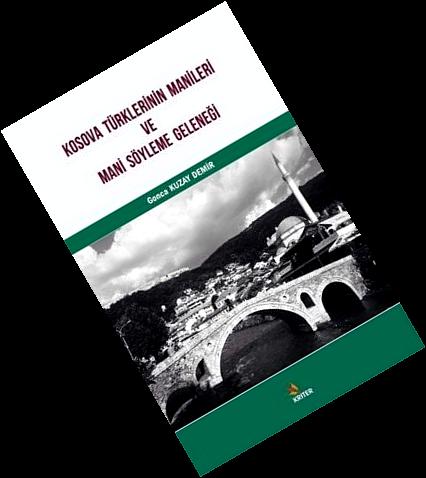 KOSOVA TÜRKLERİNİN MANİLERİ
VE
MANİ SÖYLEME GELENEĞİ
Gonca KUZAY DEMİR
KRİTER